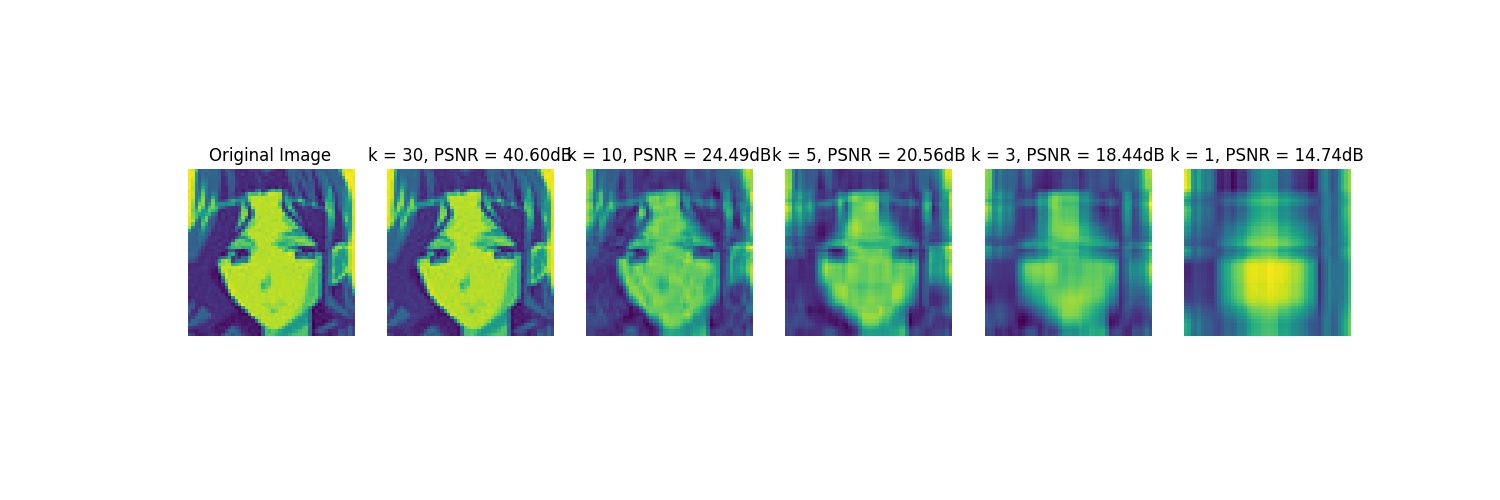 Original Image
k = 30, PSNR = 40.60dB
k = 10, PSNR = 24.49dB
k = 5, PSNR = 20.56dB
k = 3, PSNR = 18.44dB
k = 1, PSNR = 14.74dB